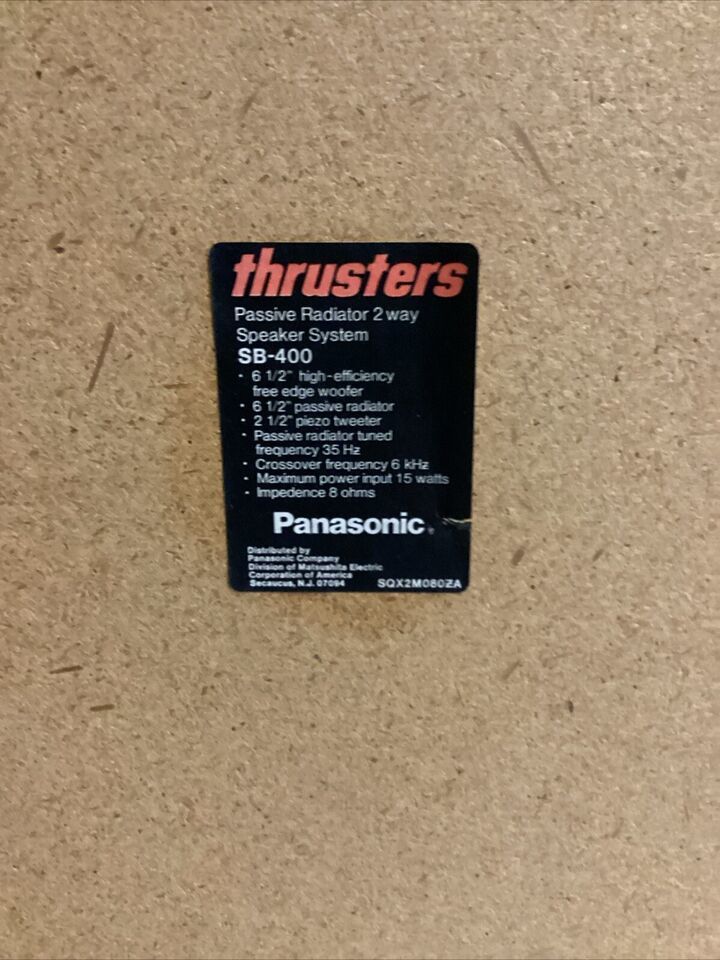 thrusters
Passive Radiator 2 way
Speaker System
SB-400
• 6 1/2" high-efficiency
free edge woofer
• 6 1/2" passive radiator
• 2 1/2" piezo tweeter
• Passive radiator tuned
frequency 35 Hz
• Crossover frequency 6 kHz
• Maximum power input 15 watts
• Impedence 8 ohms
Panasonic®
Distributed by
Panasonic Company
Division of Matsushita Electric
Corporation of America
Secaucus, N.J. 07094
SQX2M080ZA